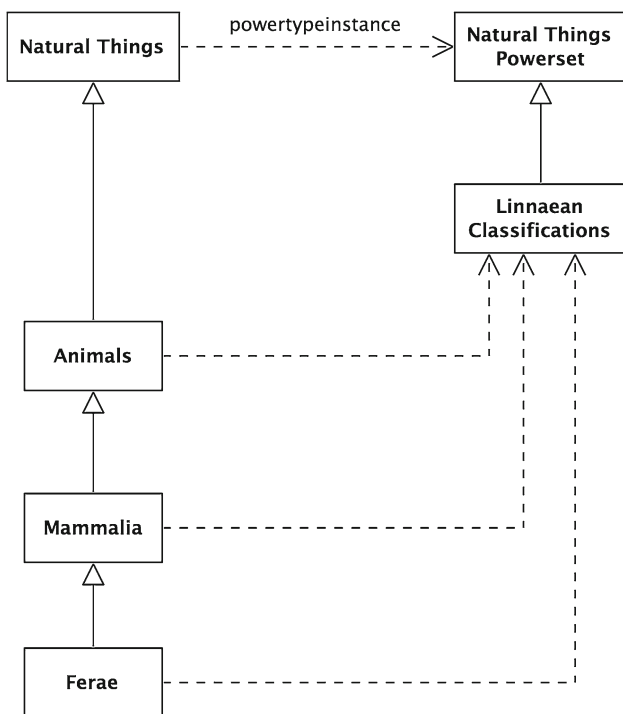 powertypeinstance
Natural Things
Natural Things
Powerset
Linnaean
Classifications
Animals
Mammalia
Ferae